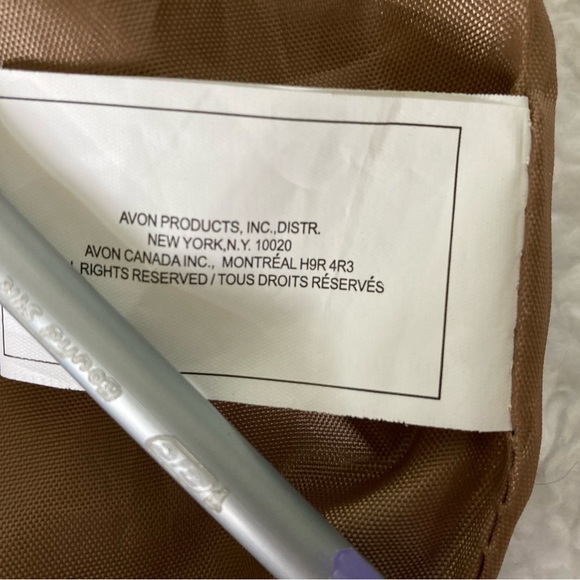 AVON PRODUCTS, INC.,DISTR.
NEW YORK,N.Y. 10020
AVON CANADA INC., MONTRÉAL H9R 4R3
RIGHTS RESERVED / TOUS DROITS RÉSERVÉS